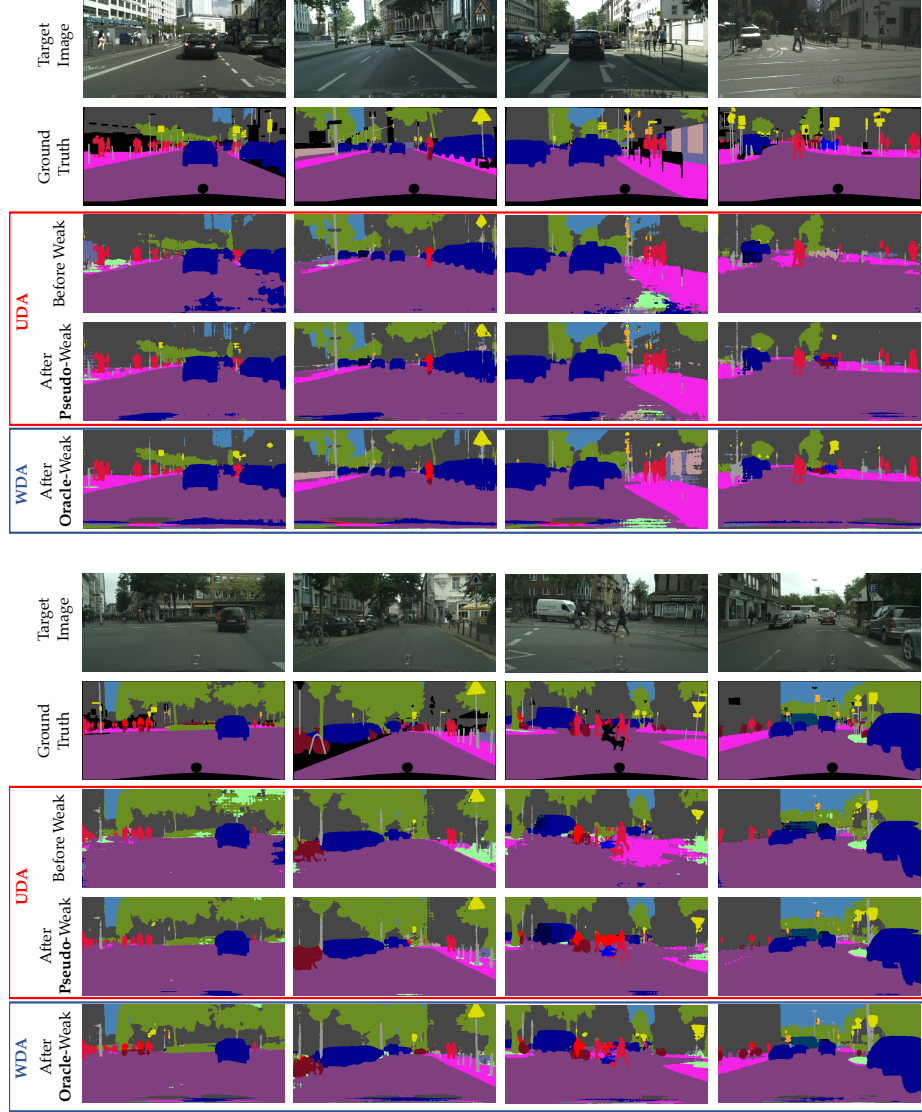 Target
Image
Ground
Truth
UDA
Before Weak
After
Pseudo-Weak
WDA
After
Oracle-Weak
Target
Image
Ground
Truth
UDA
Before Weak
After
Pseudo-Weak
WDA
After
Oracle-Weak